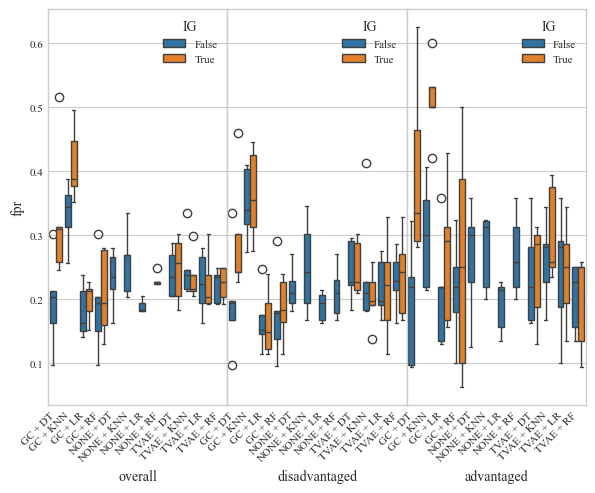 IG
False
True
IG
False
True
IG
False
True
fpr
0.6
0.5
0.4
0.3
0.2
0.1
GC + DT
GC + KNN
GC + LR
GC + RF
NONE + DT
NONE + KNN
NONE + LR
NONE + RF
TVAE + DT
TVAE + KNN
TVAE + LR
TVAE + RF
GC + DT
GC + KNN
GC + LR
GC + RF
NONE + DT
NONE + KNN
NONE + LR
NONE + RF
TVAE + DT
TVAE + KNN
TVAE + LR
TVAE + RF
GC + DT
GC + KNN
GC + LR
GC + RF
NONE + DT
NONE + KNN
NONE + LR
NONE + RF
TVAE + DT
TVAE + KNN
TVAE + LR
TVAE + RF
overall
disadvantaged
advantaged